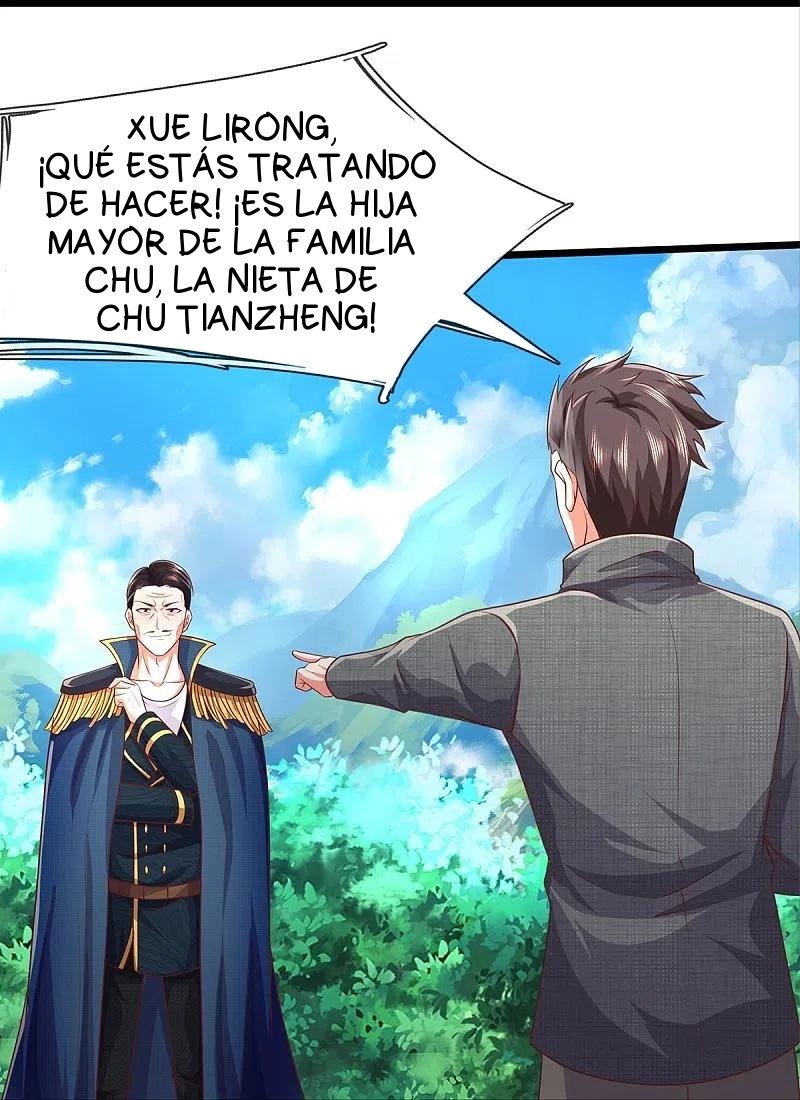 XUE LIRONG,
¡QUÉ ESTÁS TRATANDO
DE HACER! ¡ES LA HIJA
MAYOR DE LA FAMILIA
CHU, LA NIETA DE
CHU TIANZHENG!